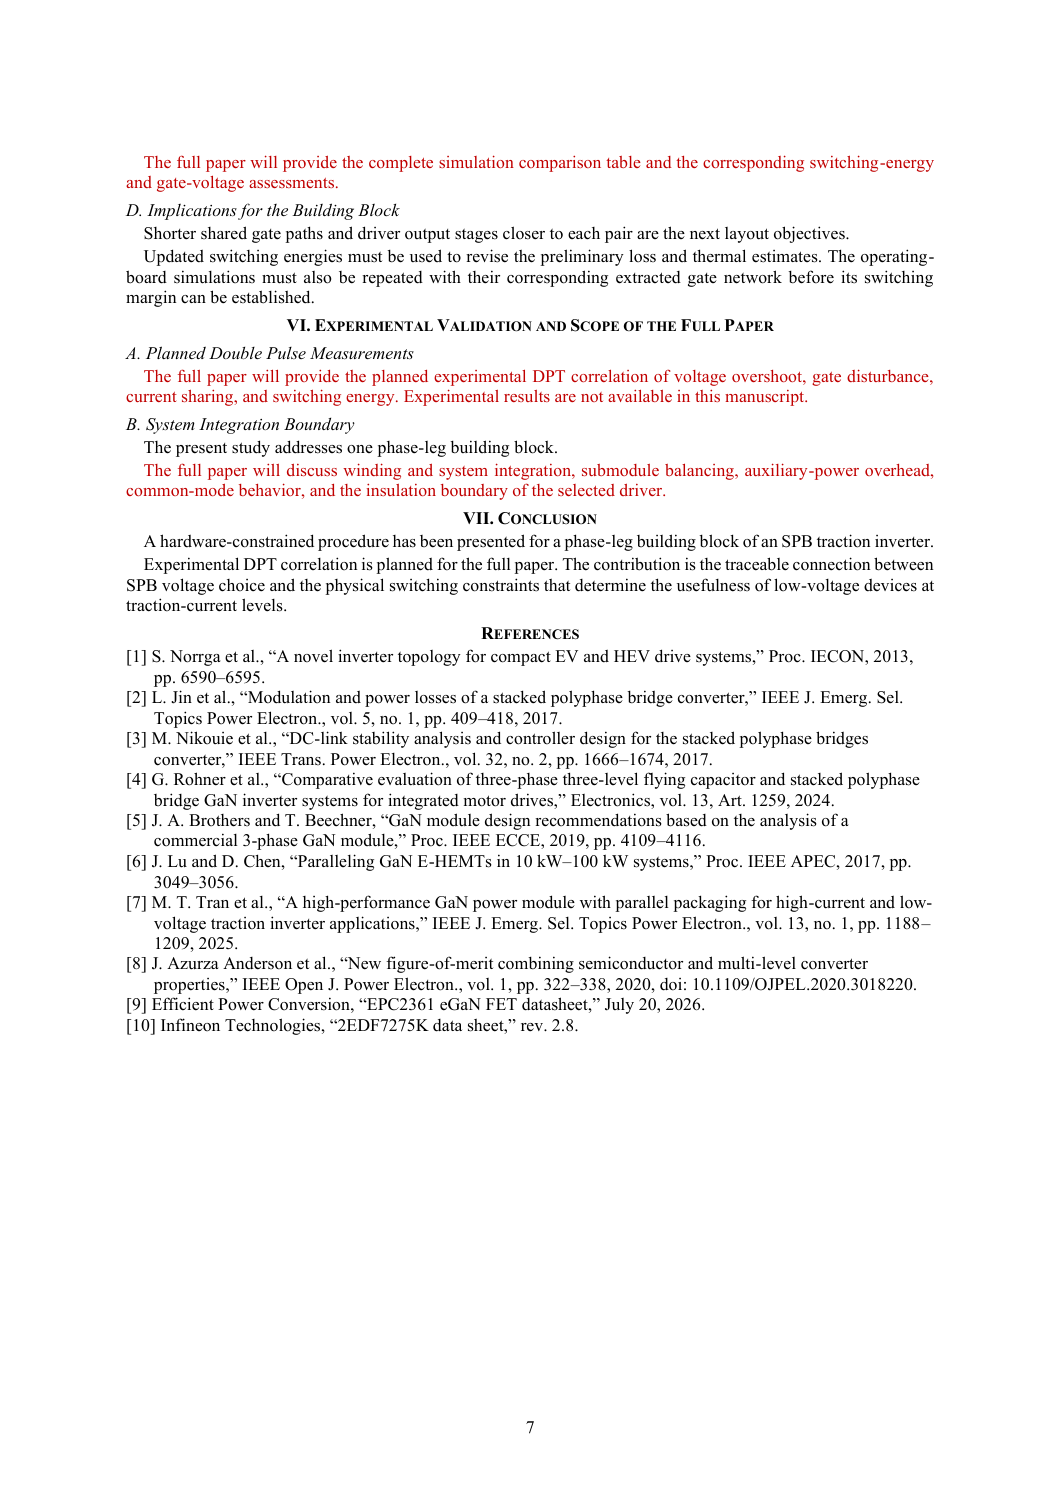 The full paper will provide the complete simulation comparison table and the corresponding switching-energy
and gate-voltage assessments.
D. Implications for the Building Block
Shorter shared gate paths and driver output stages closer to each pair are the next layout objectives.
Updated switching energies must be used to revise the preliminary loss and thermal estimates. The operating-
board simulations must also be repeated with their corresponding extracted gate network before its switching
margin can be established.
VI. EXPERIMENTAL VALIDATION AND SCOPE OF THE FULL PAPER
A. Planned Double Pulse Measurements
The full paper will provide the planned experimental DPT correlation of voltage overshoot, gate disturbance,
current sharing, and switching energy. Experimental results are not available in this manuscript.
B. System Integration Boundary
The present study addresses one phase-leg building block.
The full paper will discuss winding and system integration, submodule balancing, auxiliary-power overhead,
common-mode behavior, and the insulation boundary of the selected driver.
VII. CONCLUSION
A hardware-constrained procedure has been presented for a phase-leg building block of an SPB traction inverter.
Experimental DPT correlation is planned for the full paper. The contribution is the traceable connection between
SPB voltage choice and the physical switching constraints that determine the usefulness of low-voltage devices at
traction-current levels.
REFERENCES
[1] S. Norrga et al., “A novel inverter topology for compact EV and HEV drive systems,” Proc. IECON, 2013,
pp. 6590–6595.
[2] L. Jin et al., “Modulation and power losses of a stacked polyphase bridge converter,” IEEE J. Emerg. Sel.
Topics Power Electron., vol. 5, no. 1, pp. 409–418, 2017.
[3] M. Nikouie et al., “DC-link stability analysis and controller design for the stacked polyphase bridges
converter,” IEEE Trans. Power Electron., vol. 32, no. 2, pp. 1666–1674, 2017.
[4] G. Rohner et al., “Comparative evaluation of three-phase three-level flying capacitor and stacked polyphase
bridge GaN inverter systems for integrated motor drives,” Electronics, vol. 13, Art. 1259, 2024.
[5] J. A. Brothers and T. Beechner, “GaN module design recommendations based on the analysis of a
commercial 3-phase GaN module,” Proc. IEEE ECCE, 2019, pp. 4109–4116.
[6] J. Lu and D. Chen, “Paralleling GaN E-HEMTs in 10 kW–100 kW systems,” Proc. IEEE APEC, 2017, pp.
3049–3056.
[7] M. T. Tran et al., “A high-performance GaN power module with parallel packaging for high-current and low-
voltage traction inverter applications,” IEEE J. Emerg. Sel. Topics Power Electron., vol. 13, no. 1, pp. 1188–
1209, 2025.
[8] J. Azurza Anderson et al., “New figure-of-merit combining semiconductor and multi-level converter
properties,” IEEE Open J. Power Electron., vol. 1, pp. 322–338, 2020, doi: 10.1109/OJPEL.2020.3018220.
[9] Efficient Power Conversion, “EPC2361 eGaN FET datasheet,” July 20, 2026.
[10] Infineon Technologies, “2EDF7275K data sheet,” rev. 2.8.
7